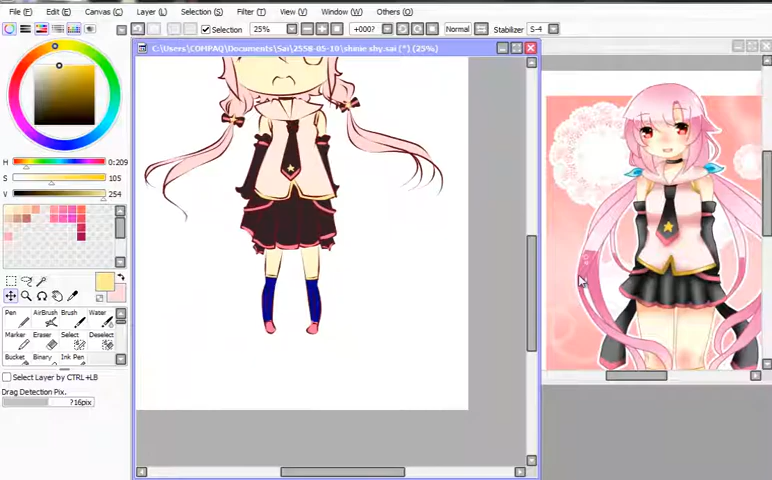 File (F) Edit (E) Canvas (C) Layer (L) Selection (S) Filter (T) View (V) Window (W) Others (O)
Selection 25% +000? Normal Stabilizer S-4
C:\Users\COMPAQ\Documents\Sai\2558-05-10\shnie shy.sai (*) (25%)
H 0:209
S 105
V 254
Pen AirBrush Brush Water
Marker Eraser Select Deselect
Bucket Binary Ink Pen
Select Layer by CTRL+LB
Drag Detection Pix.
?16pix